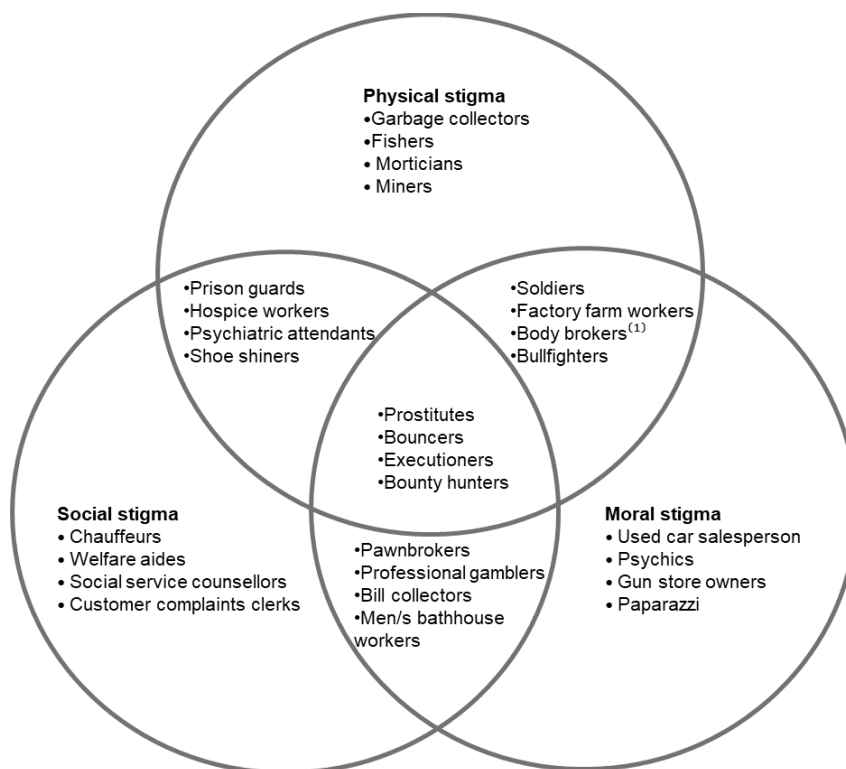 Physical stigma
•Garbage collectors
•Fishers
• Morticians
• Miners
•Prison guards
•Hospice workers
•Psychiatric attendants
•Shoe shiners
•Soldiers
•Factory farm workers
•Body brokers⁽¹⁾
•Bullfighters
•Prostitutes
•Bouncers
•Executioners
•Bounty hunters
Social stigma
• Chauffeurs
• Welfare aides
• Social service counsellors
• Customer complaints clerks
•Pawnbrokers
•Professional gamblers
•Bill collectors
•Men/s bathhouse
workers
Moral stigma
• Used car salesperson
• Psychics
• Gun store owners
• Paparazzi